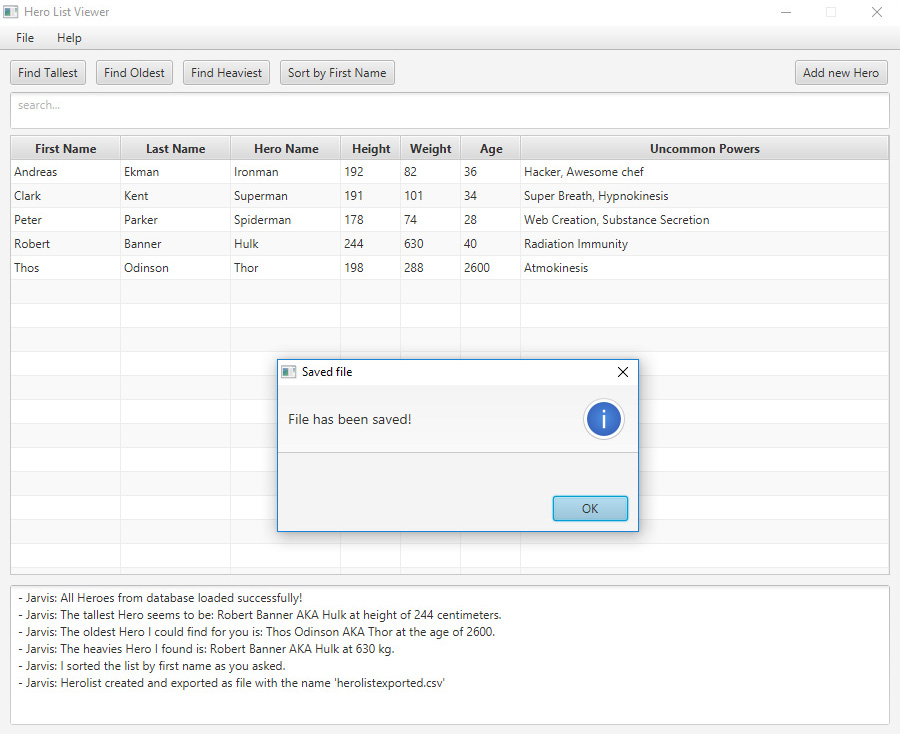 Hero List Viewer
File Help
Find Tallest Find Oldest Find Heaviest Sort by First Name Add new Hero
search...
First Name Last Name Hero Name Height Weight Age Uncommon Powers
Andreas Ekman Ironman 192 82 36 Hacker, Awesome chef
Clark Kent Superman 191 101 34 Super Breath, Hypnokinesis
Peter Parker Spiderman 178 74 28 Web Creation, Substance Secretion
Robert Banner Hulk 244 630 40 Radiation Immunity
Thos Odinson Thor 198 288 2600 Atmokinesis
Saved file
File has been saved!
i
OK
- Jarvis: All Heroes from database loaded successfully!
- Jarvis: The tallest Hero seems to be: Robert Banner AKA Hulk at height of 244 centimeters.
- Jarvis: The oldest Hero I could find for you is: Thos Odinson AKA Thor at the age of 2600.
- Jarvis: The heavies Hero I found is: Robert Banner AKA Hulk at 630 kg.
- Jarvis: I sorted the list by first name as you asked.
- Jarvis: Herolist created and exported as file with the name 'herolistexported.csv'